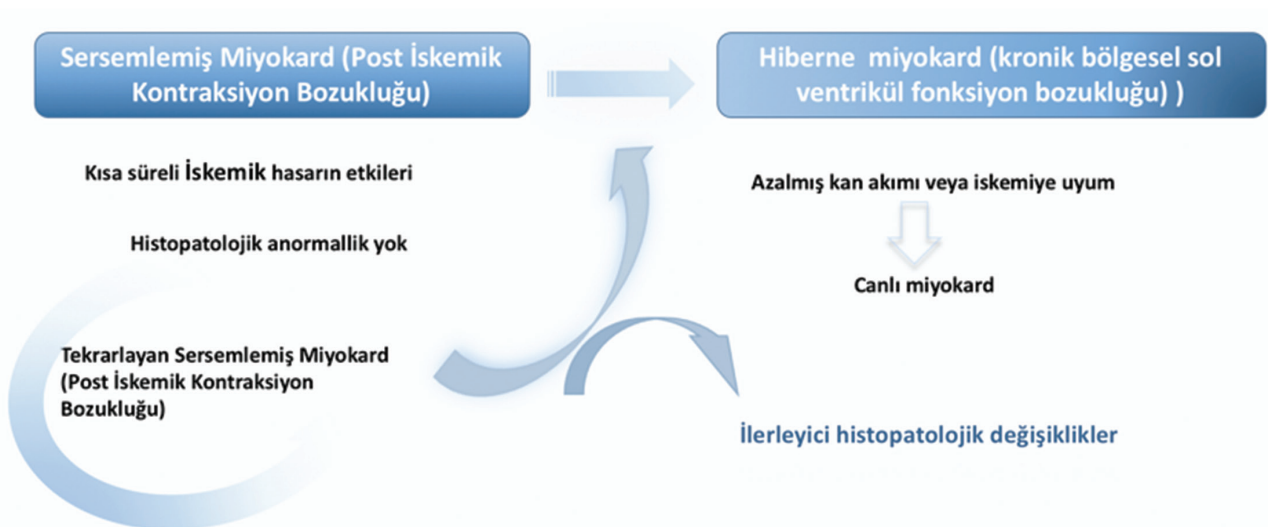 Sersemlemiş Miyokard (Post İskemik
Kontraksiyon Bozukluğu)
Hiberne  miyokard (kronik bölgesel sol
ventrikül fonksiyon bozukluğu) )
Kısa süreli İskemik hasarın etkileri
Histopatolojik anormallik yok
Tekrarlayan Sersemlemiş Miyokard
(Post İskemik Kontraksiyon
Bozukluğu)
Azalmış kan akımı veya iskemiye uyum
Canlı miyokard
İlerleyici histopatolojik değişiklikler